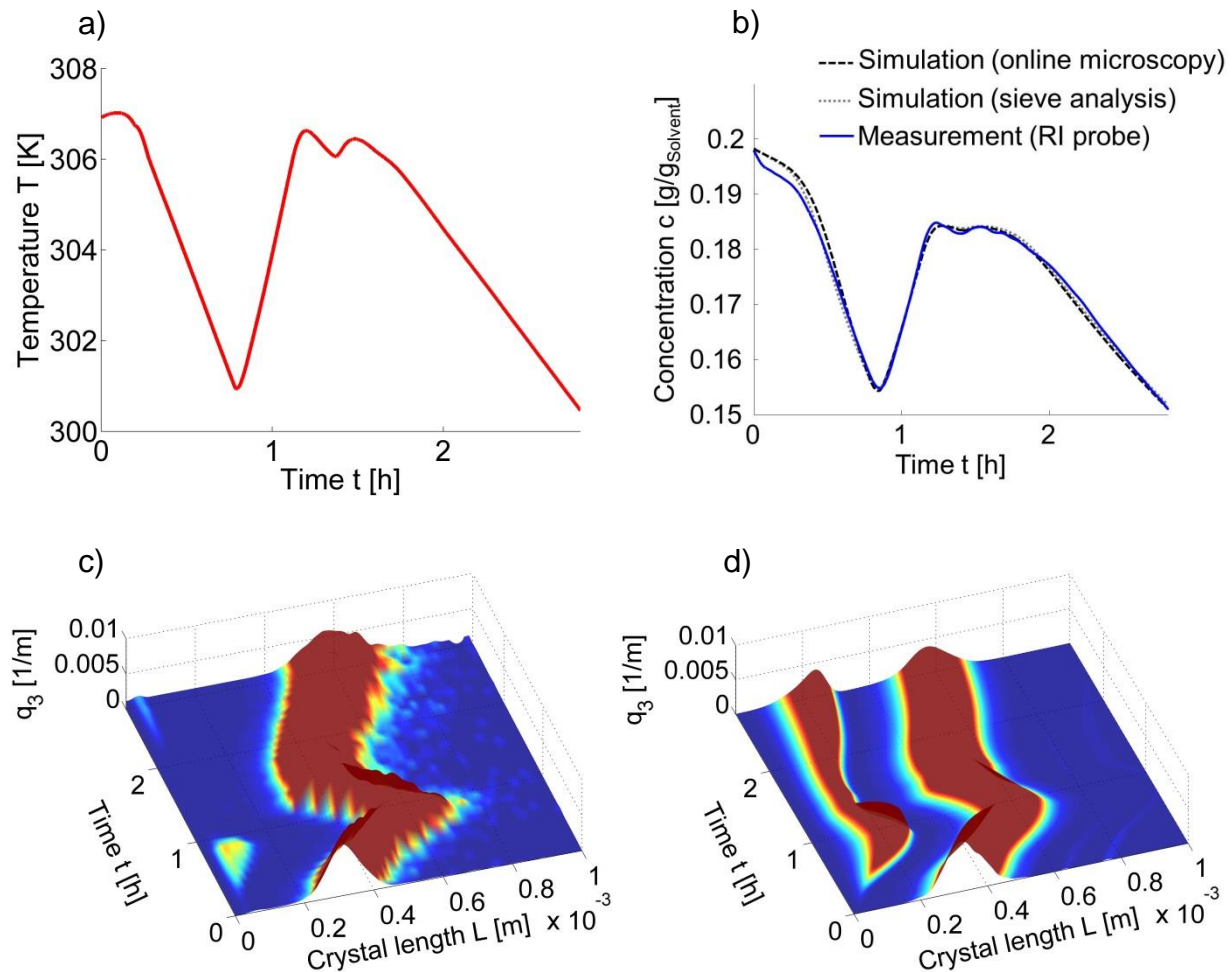 a)
308
306
304
302
300
Temperature T [K]
1
2
Time t [h]
b)
Simulation (online microscopy)
Simulation (sieve analysis)
Measurement (RI probe)
0.2
0.19
0.18
0.17
0.16
0.15
Concentration c [g/gSolvent]
0
1
2
Time t [h]
c)
0.01
0.005
0
q3 [1/m]
2
1
0
Time t [h]
0
0.2
0.4
0.6
0.8
1
Crystal length L [m] × 10-3
d)
0.01
0.005
0
q3 [1/m]
2
1
0
Time t [h]
0
0.2
0.4
0.6
0.8
1
Crystal length L [m] × 10-3